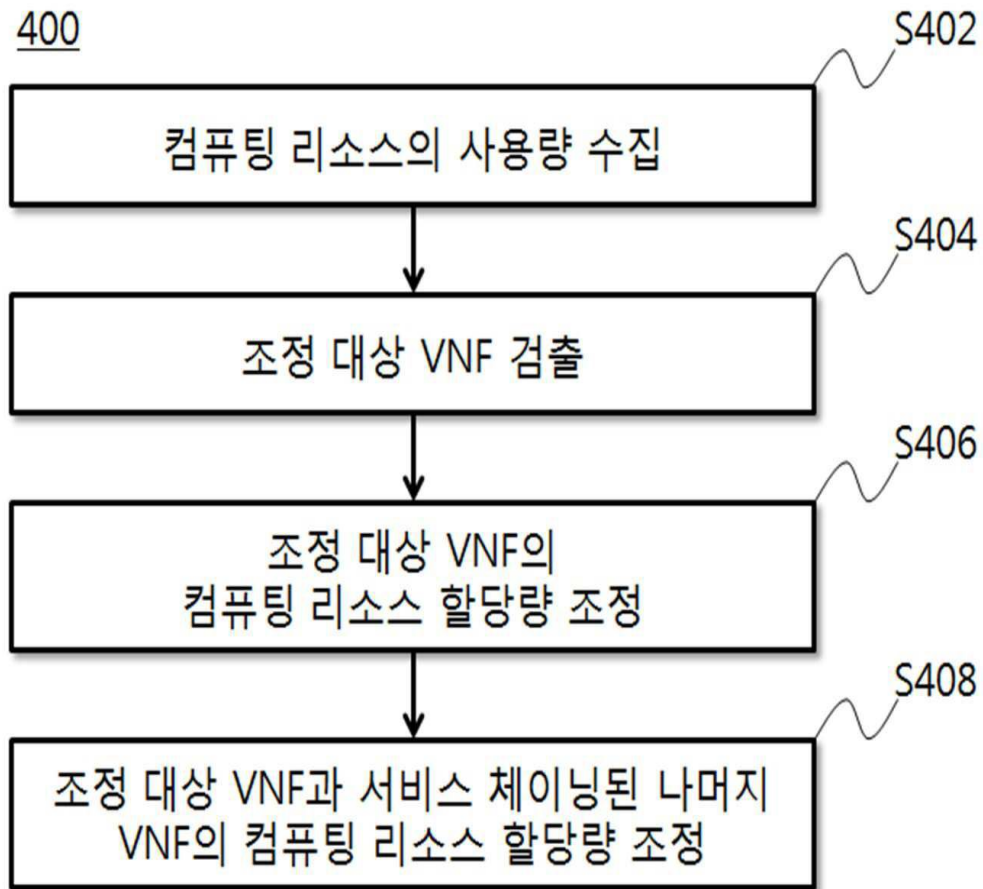 400
S402
컴퓨팅 리소스의 사용량 수집
S404
조정 대상 VNF 검출
S406
조정 대상 VNF의
컴퓨팅 리소스 할당량 조정
S408
조정 대상 VNF과 서비스 체이닝된 나머지
VNF의 컴퓨팅 리소스 할당량 조정